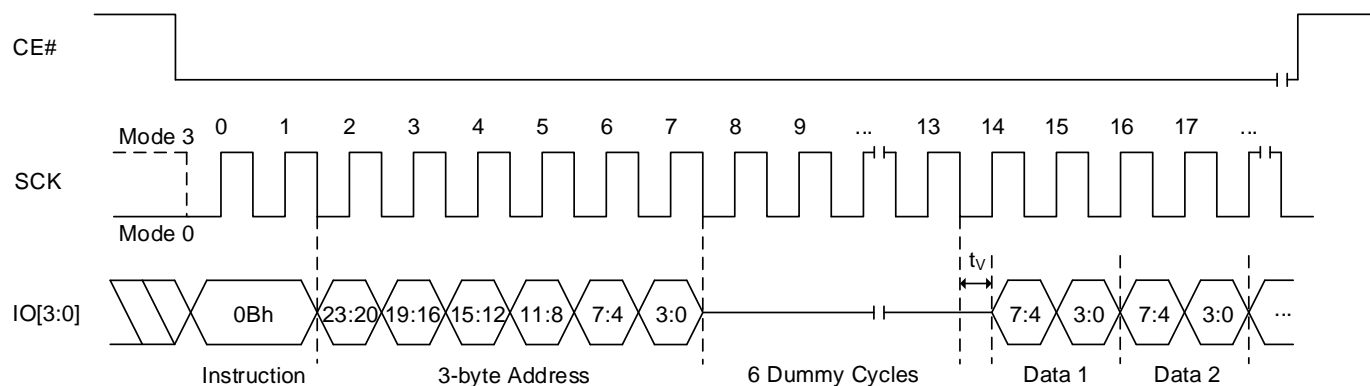 CE#
0 1 2 3 4 5 6 7 8 9 ... 13 14 15 16 17 ...
Mode 3
SCK
Mode 0
tV
IO[3:0] 0Bh 23:20 19:16 15:12 11:8 7:4 3:0 7:4 3:0 7:4 3:0 ...
Instruction 3-byte Address 6 Dummy Cycles Data 1 Data 2